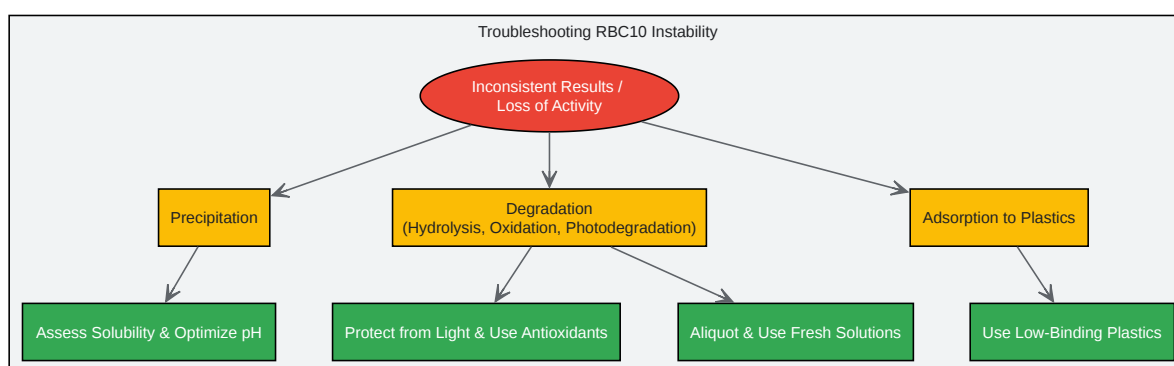 Troubleshooting RBC10 Instability
Inconsistent Results /
Loss of Activity
Precipitation
Degradation
(Hydrolysis, Oxidation, Photodegradation)
Adsorption to Plastics
Assess Solubility & Optimize pH
Protect from Light & Use Antioxidants
Aliquot & Use Fresh Solutions
Use Low-Binding Plastics